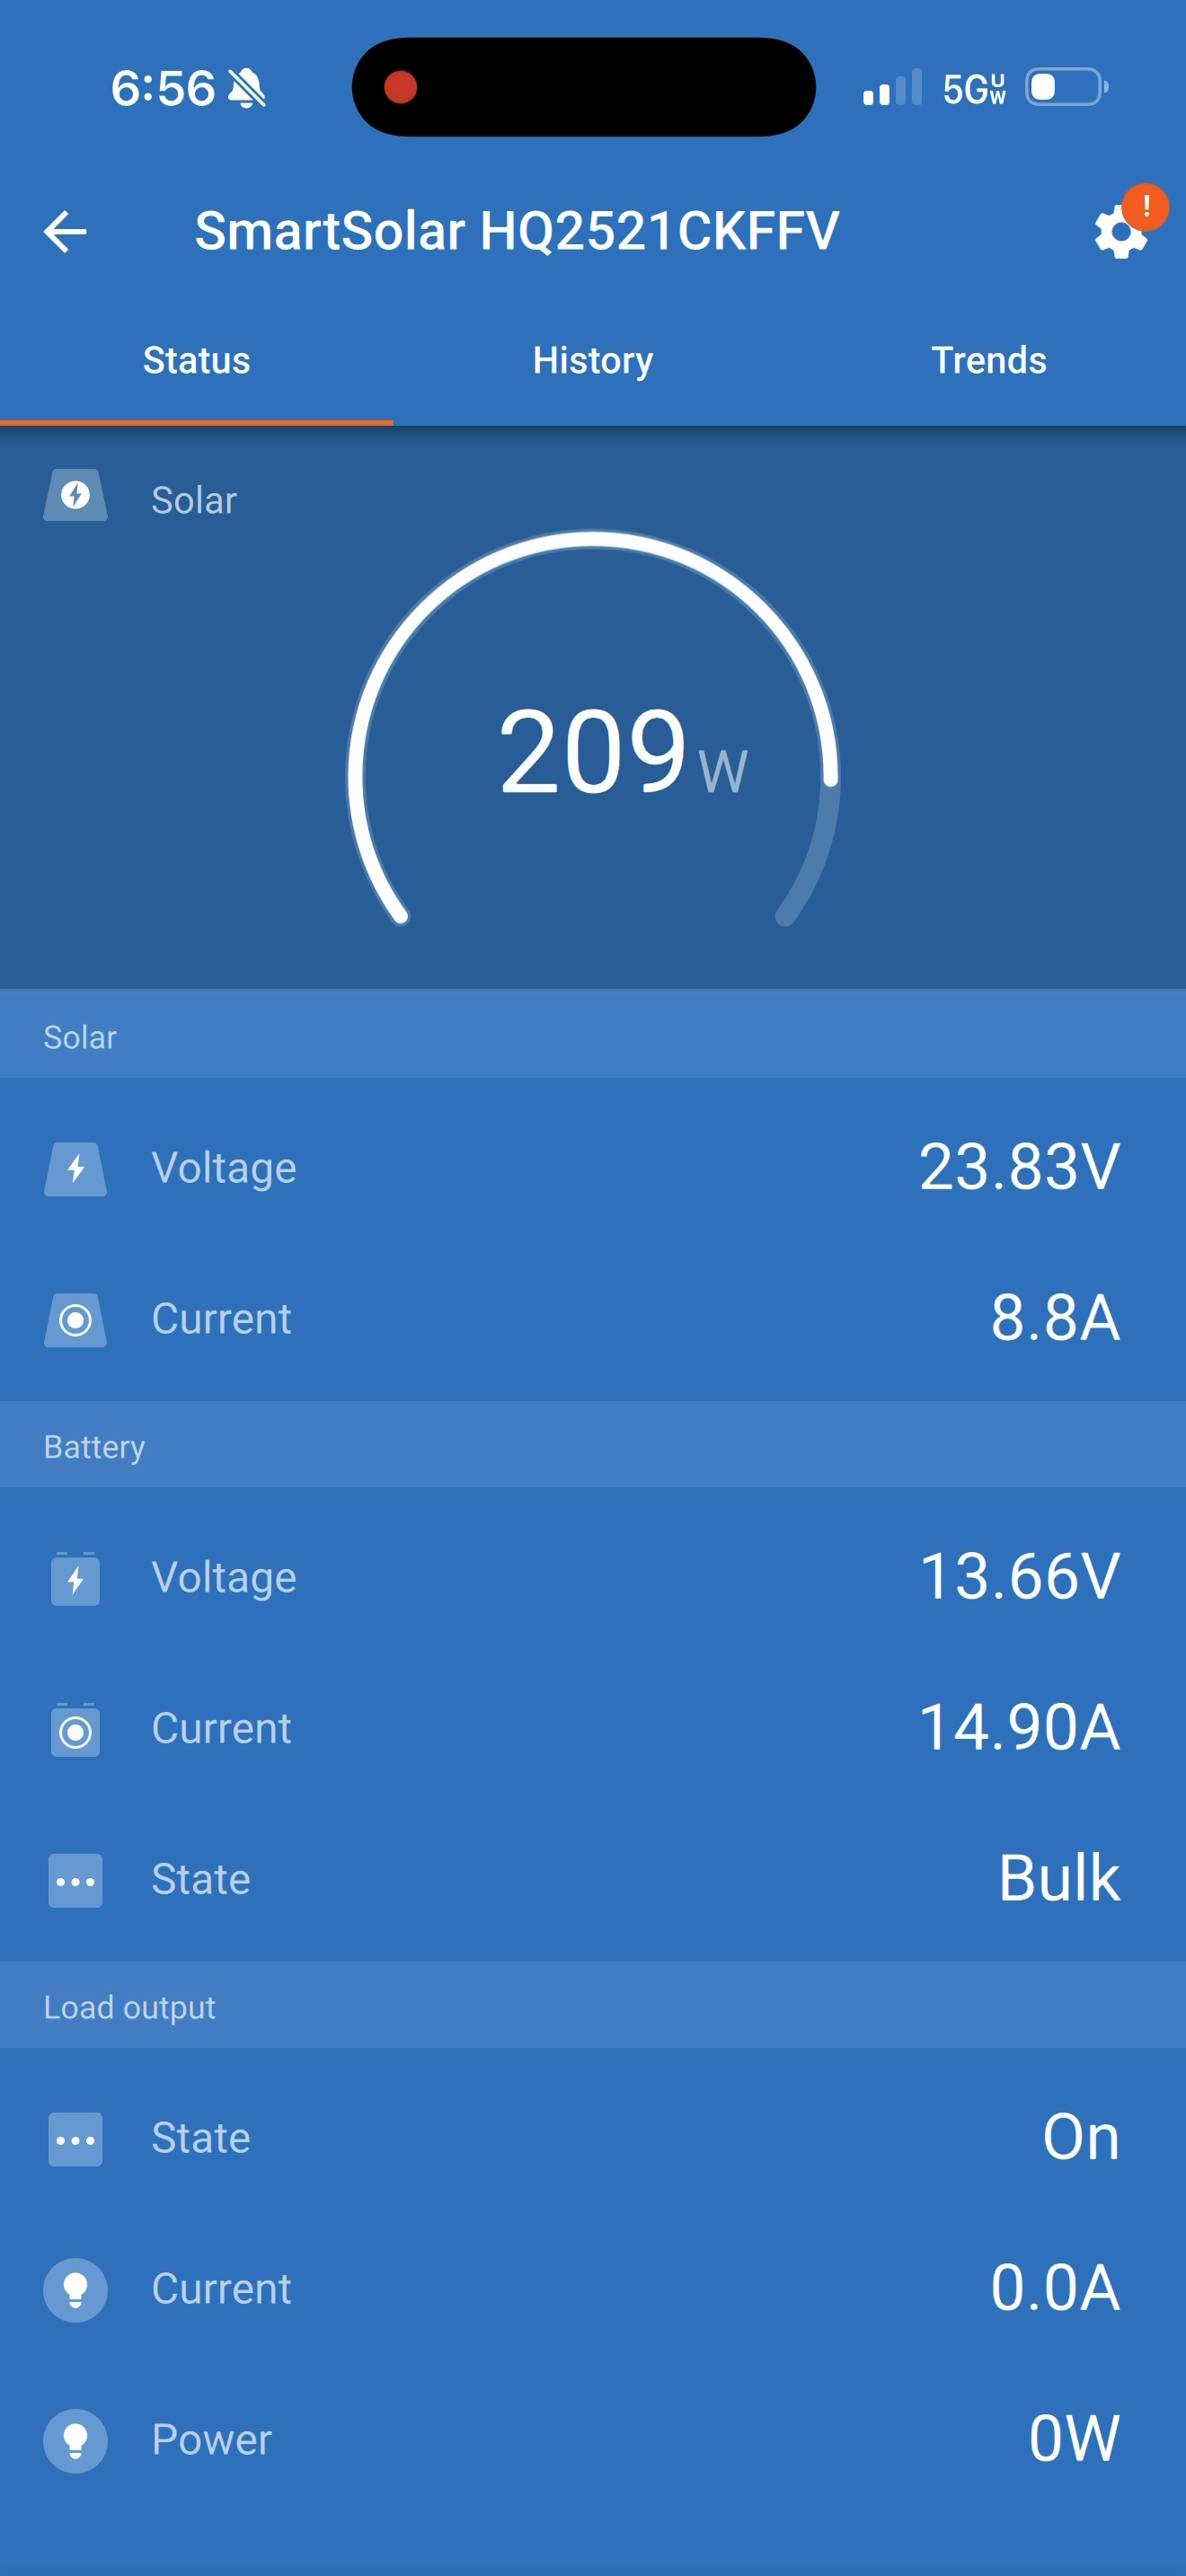 6:56
5G UW
SmartSolar HQ2521CKFFV
!
Status History Trends
Solar
209 W
Solar
Voltage 23.83V
Current 8.8A
Battery
Voltage 13.66V
Current 14.90A
State Bulk
Load output
State On
Current 0.0A
Power 0W